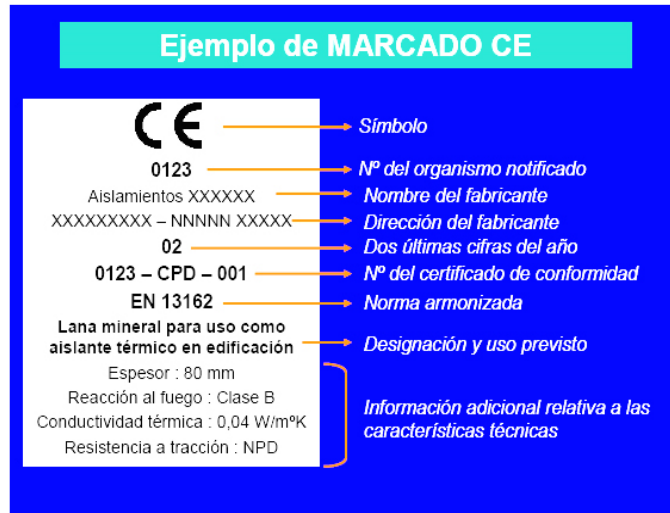 Ejemplo de MARCADO CE
CE
Símbolo
0123
Nº del organismo notificado
Aislamientos XXXXXX
Nombre del fabricante
XXXXXXXXX – NNNNN XXXXX
Dirección del fabricante
02
Dos últimas cifras del año
0123 – CPD – 001
Nº del certificado de conformidad
EN 13162
Norma armonizada
Lana mineral para uso como
aislante térmico en edificación
Designación y uso previsto
Espesor : 80 mm
Reacción al fuego : Clase B
Conductividad térmica : 0,04 W/mºK
Resistencia a tracción : NPD
Información adicional relativa a las
características técnicas